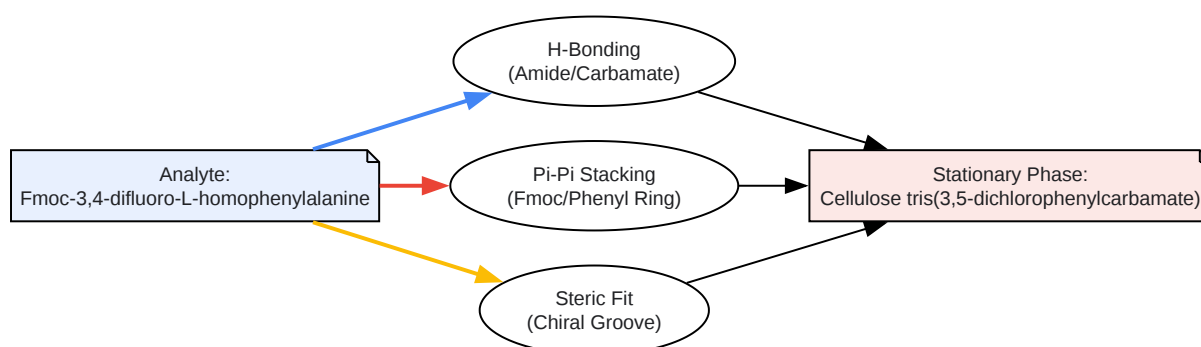 H-Bonding
(Amide/Carbamate)
Analyte:
Fmoc-3,4-difluoro-L-homophenylalanine
Pi-Pi Stacking
(Fmoc/Phenyl Ring)
Stationary Phase:
Cellulose tris(3,5-dichlorophenylcarbamate)
Steric Fit
(Chiral Groove)